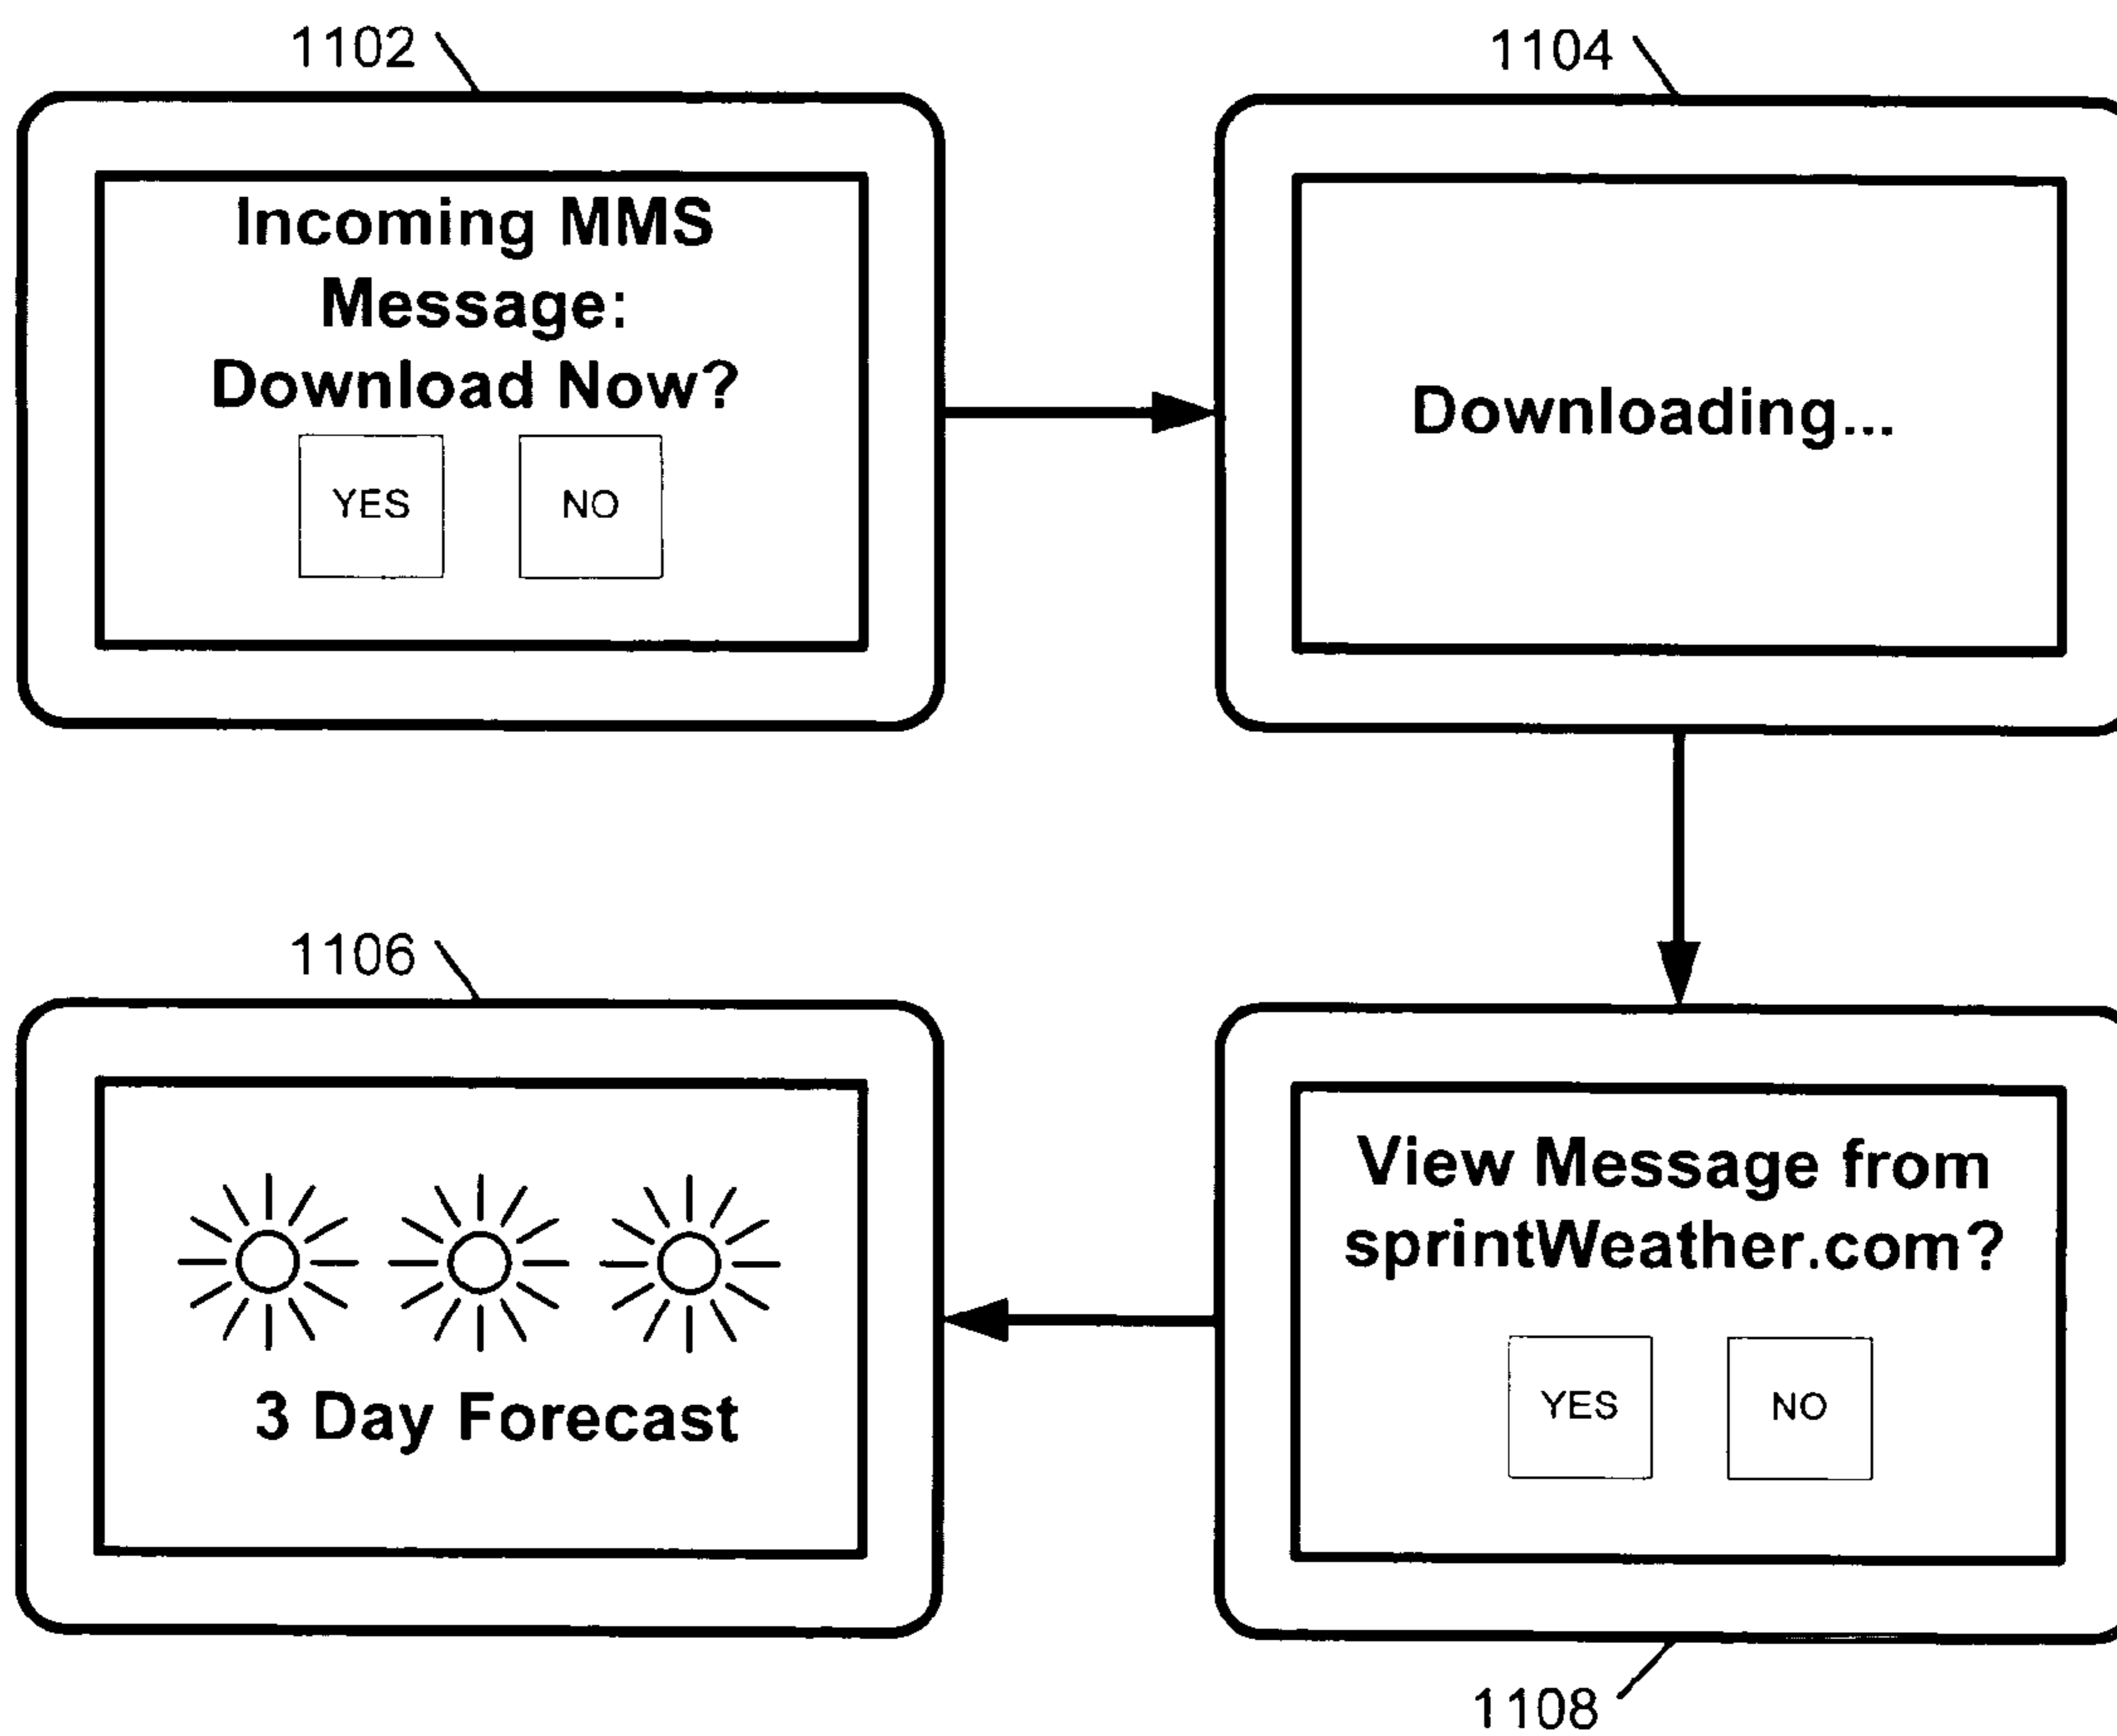 1102
Incoming MMS
Message:
Download Now?
YES NO
1104
Downloading...
1106
3 Day Forecast
View Message from
sprintWeather.com?
YES NO
1108